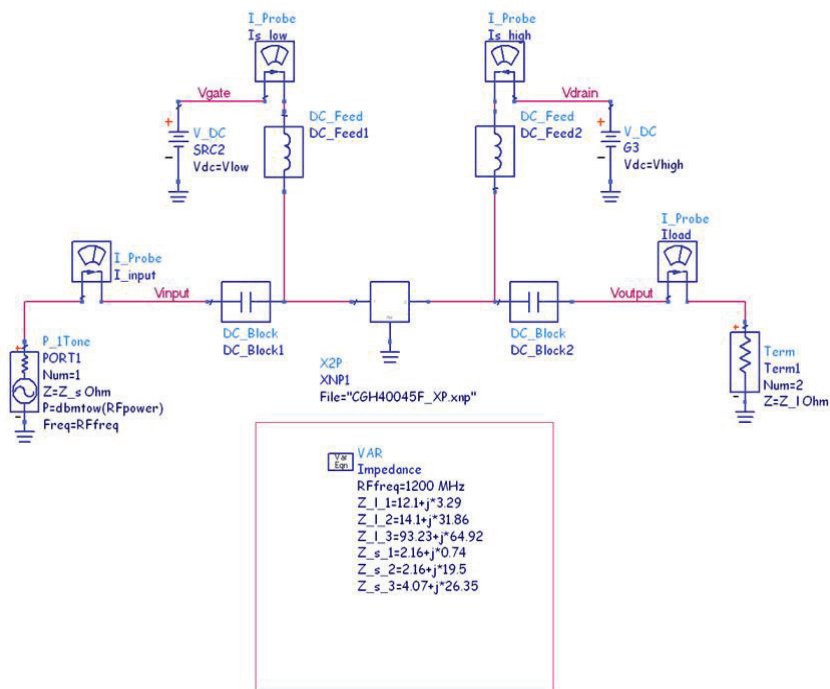 I_Probe
Is_low
I_Probe
Is_high
Vgate
Vdrain
DC_Feed
DC_Feed1
DC_Feed
DC_Feed2
+
V_DC
SRC2
Vdc=Vlow
-
+
V_DC
G3
Vdc=Vhigh
-
I_Probe
I_input
I_Probe
Iload
Vinput
Voutput
DC_Block
DC_Block1
DC_Block
DC_Block2
+
P_1Tone
PORT1
Num=1
Z=Z_s Ohm
P=dbmtow(RFpower)
Freq=RFfreq
-
X2P
XNP1
File="CGH40045F_XP.xnp"
+
Term
Term1
Num=2
Z=Z_l Ohm
-
Var
Eqn
VAR
Impedance
RFfreq=1200 MHz
Z_l_1=12.1+j*3.29
Z_l_2=14.1+j*31.86
Z_l_3=93.23+j*64.92
Z_s_1=2.16+j*0.74
Z_s_2=2.16+j*19.5
Z_s_3=4.07+j*26.35